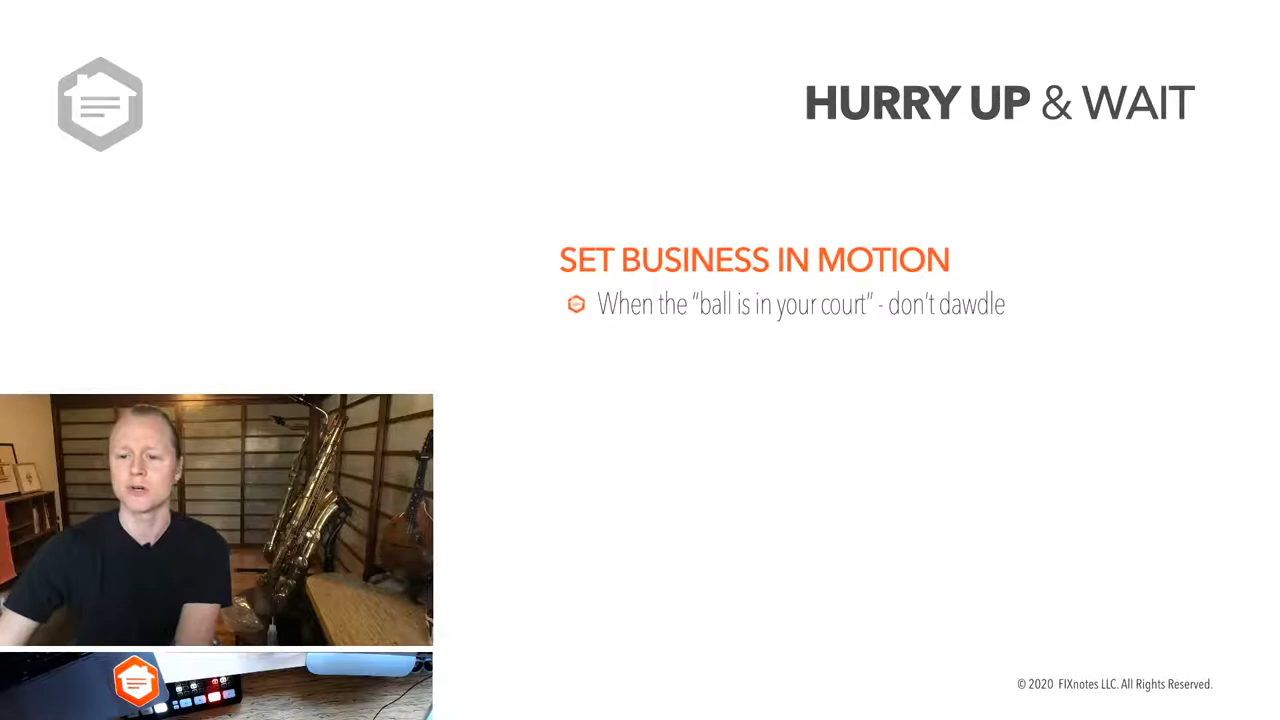 HURRY UP & WAIT
SET BUSINESS IN MOTION
When the “ball is in your court” - don’t dawdle
© 2020 FIXnotes LLC. All Rights Reserved.